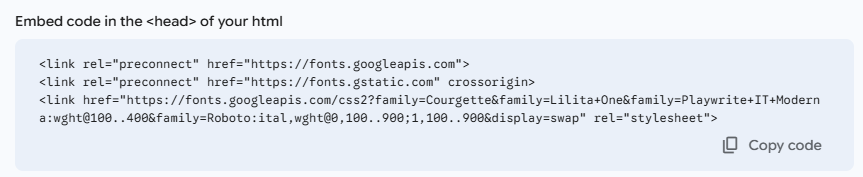 Embed code in the <head> of your html
<link rel="preconnect" href="https://fonts.googleapis.com">
<link rel="preconnect" href="https://fonts.gstatic.com" crossorigin>
<link href="https://fonts.googleapis.com/css2?family=Courgette&family=Lilita+One&family=Playwrite+IT+Modern
a:wght@100..400&family=Roboto:ital,wght@0,100..900;1,100..900&display=swap" rel="stylesheet">
Copy code